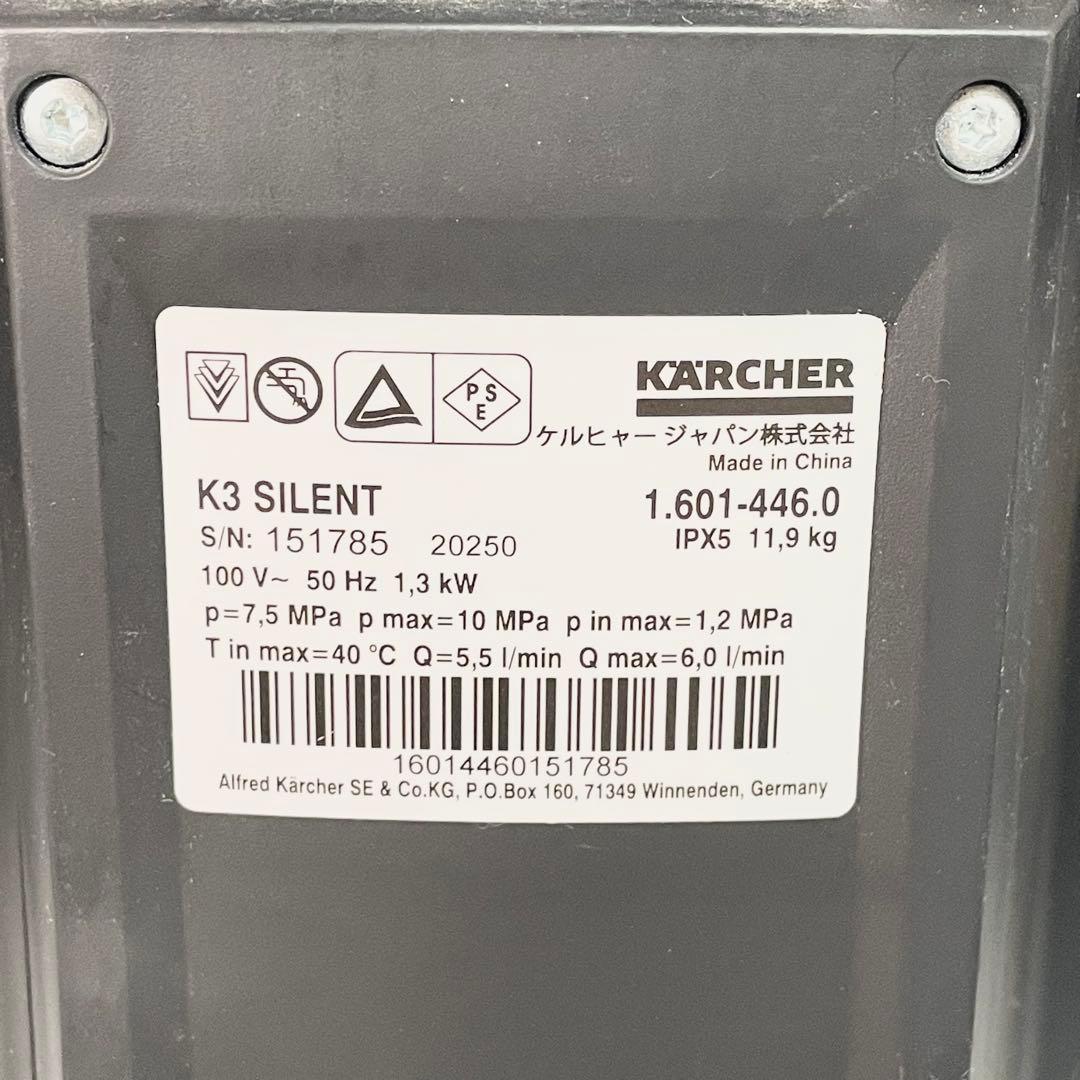 PSE
KÄRCHER
ケルヒャー ジャパン株式会社
Made in China
K3 SILENT
1.601-446.0
S/N: 151785 20250
IPX5 11,9 kg
100 V~ 50 Hz 1,3 kW
p=7,5 MPa p max=10 MPa p in max=1,2 MPa
T in max=40 °C Q=5,5 l/min Q max=6,0 l/min
16014460151785
Alfred Kärcher SE & Co.KG, P.O.Box 160, 71349 Winnenden, Germany